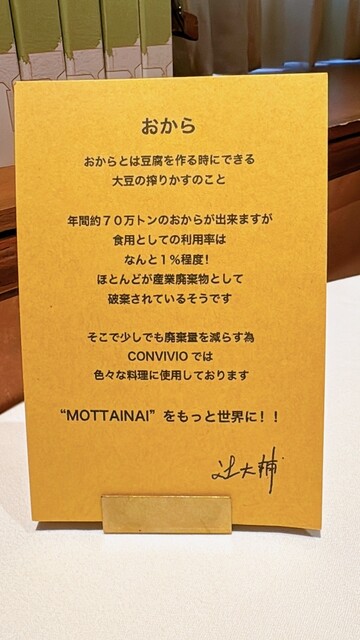 おから
おからとは豆腐を作る時にできる
大豆の搾りかすのこと
年間約７０万トンのおからが出来ますが
食用としての利用率は
なんと１％程度！
ほとんどが産業廃棄物として
破棄されているそうです
そこで少しでも廃棄量を減らす為
CONVIVIO では
色々な料理に使用しております
“MOTTAINAI” をもっと世界に！！
辻大輔